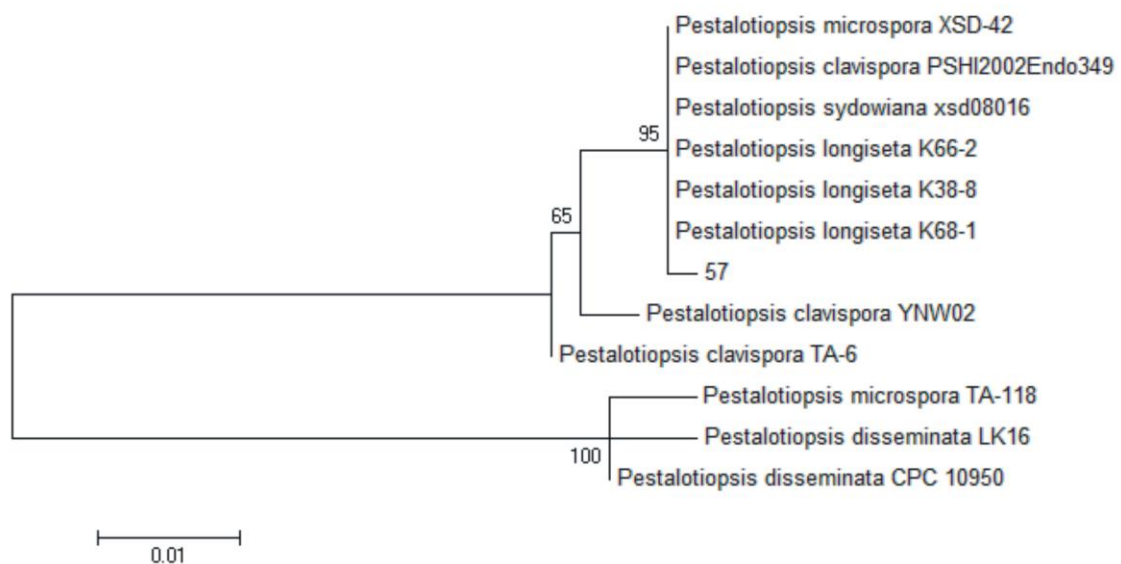 Pestalotiopsis microspora XSD-42
Pestalotiopsis clavispora PSHI2002Endo349
Pestalotiopsis sydowiana xsd08016
95
Pestalotiopsis longiseta K66-2
Pestalotiopsis longiseta K38-8
65
Pestalotiopsis longiseta K68-1
57
Pestalotiopsis clavispora YNW02
Pestalotiopsis clavispora TA-6
Pestalotiopsis microspora TA-118
Pestalotiopsis disseminata LK16
100
Pestalotiopsis disseminata CPC 10950
0.01